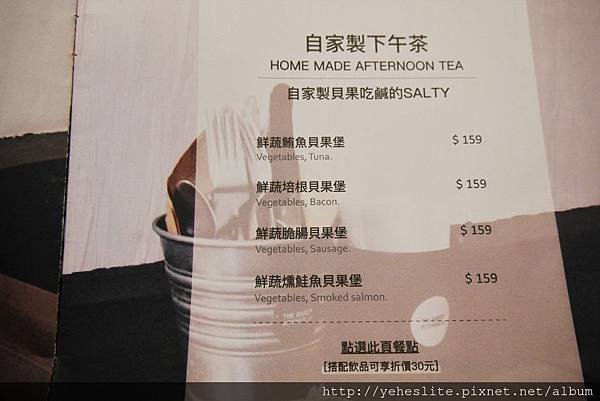 自家製下午茶
HOME MADE AFTERNOON TEA
自家製貝果吃鹹的SALTY
鮮蔬鮪魚貝果堡 $ 159
Vegetables, Tuna.
鮮蔬培根貝果堡 $ 159
Vegetables, Bacon.
鮮蔬脆腸貝果堡 $ 159
Vegetables, Sausage.
鮮蔬燻鮭魚貝果堡 $ 159
Vegetables, Smoked salmon.
點選此頁餐點
[搭配飲品可享折價30元]
http://yeheslite.pixnet.net/album